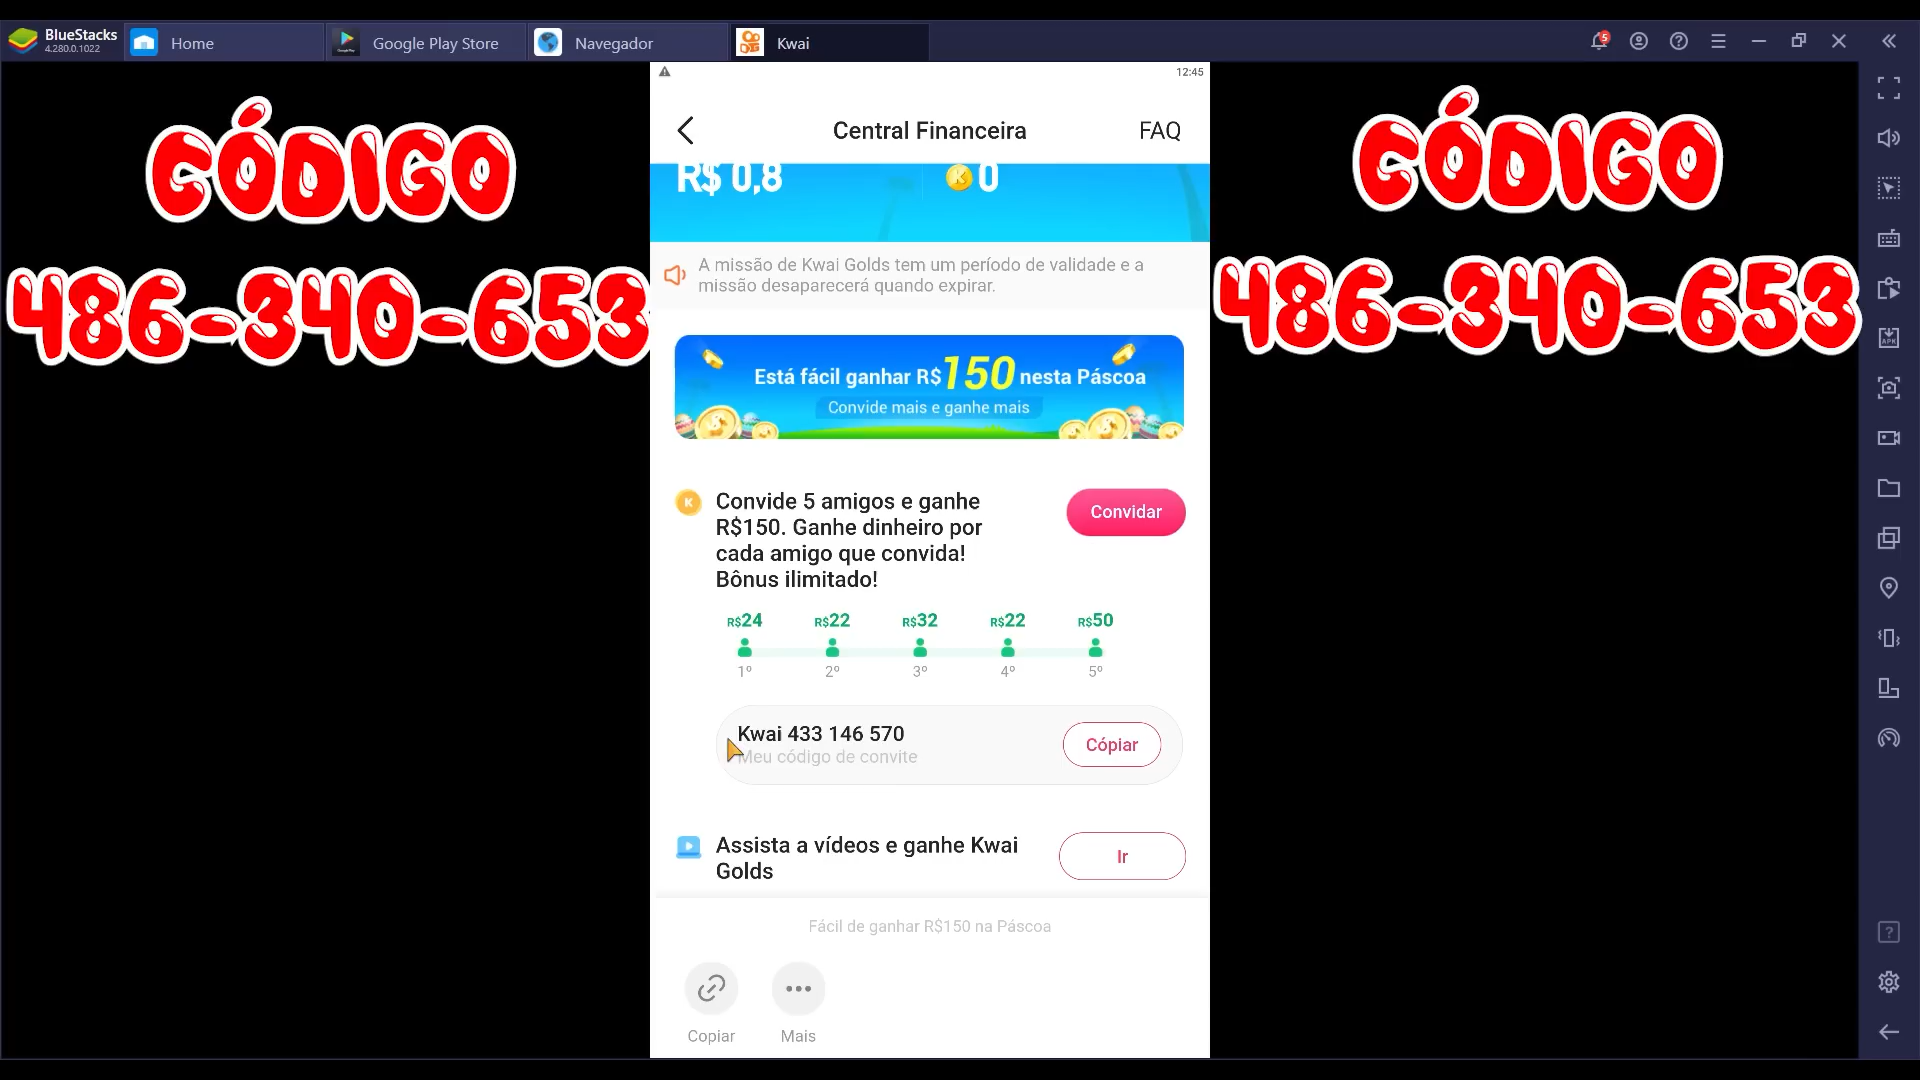 BlueStacks
4.280.0.1022
Home
Google Play Store
Navegador
Kwai
5
12:45
Central Financeira
FAQ
R$ 0,8
K 0
A missão de Kwai Golds tem um período de validade e a
missão desaparecerá quando expirar.
Está fácil ganhar R$150 nesta Páscoa
Convide mais e ganhe mais
K
Convide 5 amigos e ganhe
R$150. Ganhe dinheiro por
cada amigo que convida!
Bônus ilimitado!
Convidar
R$24 R$22 R$32 R$22 R$50
1º 2º 3º 4º 5º
Kwai 433 146 570
Meu código de convite
Cópiar
Assista a vídeos e ganhe Kwai
Golds
Ir
Fácil de ganhar R$150 na Páscoa
Copiar
Mais
CÓDIGO
486-340-653
CÓDIGO
486-340-653
APK